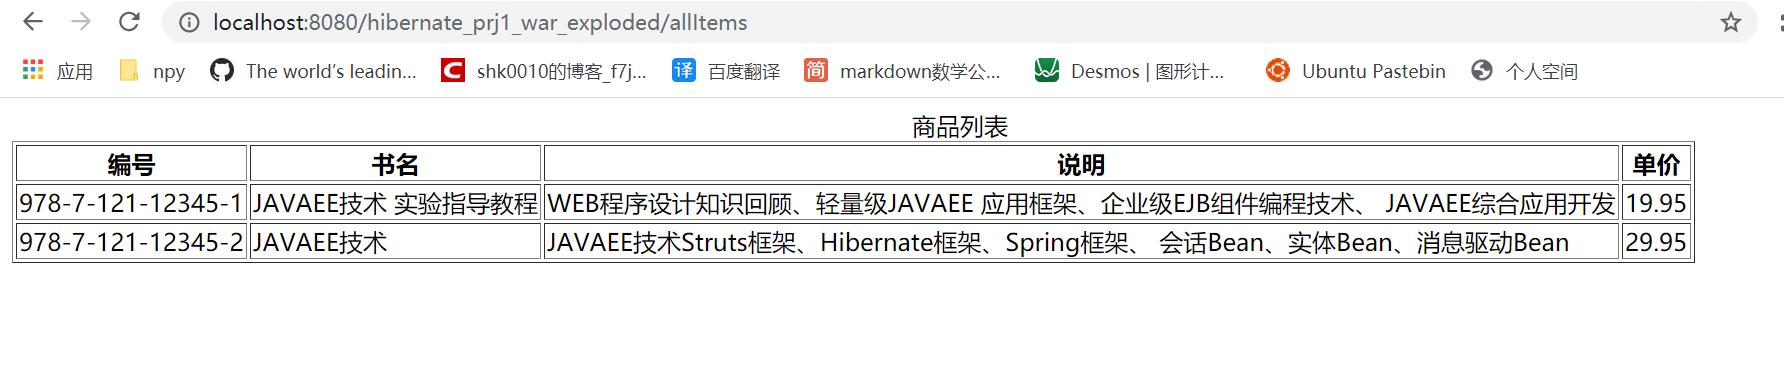 localhost:8080/hibernate_prj1_war_exploded/allItems
应用 npy The world's leadin... shk0010的博客_f7j... 百度翻译 markdown数学公... Desmos | 图形计... Ubuntu Pastebin 个人空间
商品列表
编号 书名 说明 单价
978-7-121-12345-1 JAVAEE技术 实验指导教程 WEB程序设计知识回顾、轻量级JAVAEE 应用框架、企业级EJB组件编程技术、 JAVAEE综合应用开发 19.95
978-7-121-12345-2 JAVAEE技术 JAVAEE技术Struts框架、Hibernate框架、Spring框架、 会话Bean、实体Bean、消息驱动Bean 29.95